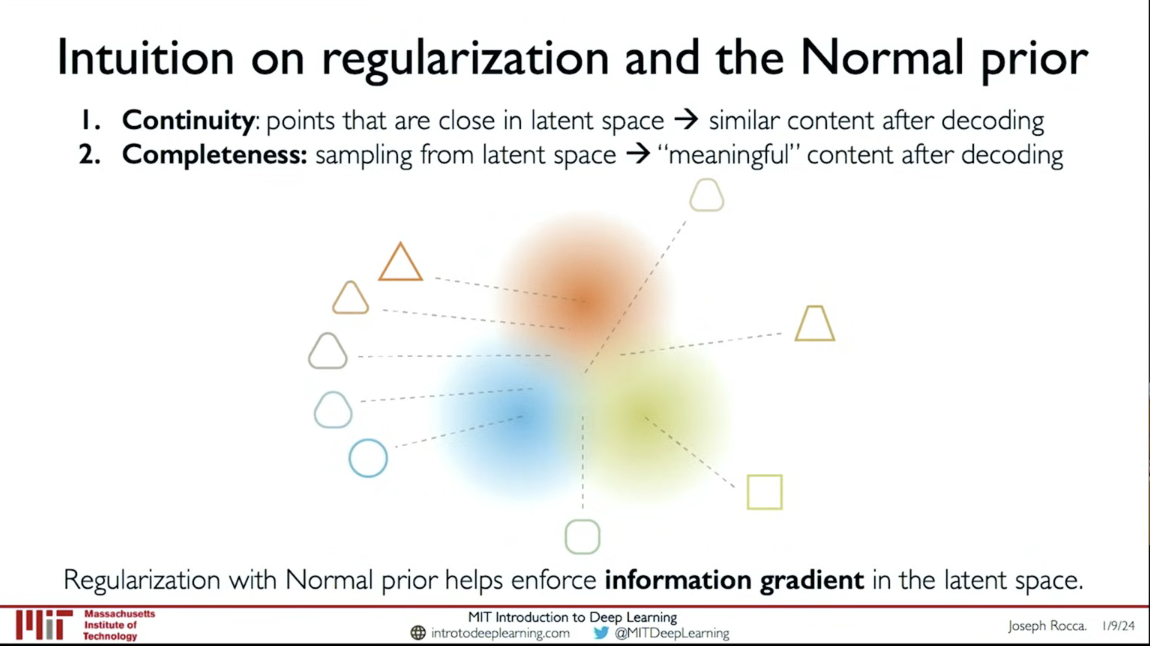 Intuition on regularization and the Normal prior
1. Continuity: points that are close in latent space → similar content after decoding
2. Completeness: sampling from latent space → “meaningful” content after decoding
Regularization with Normal prior helps enforce information gradient in the latent space.
MIT
Massachusetts
Institute of
Technology
MIT Introduction to Deep Learning
introtodeeplearning.com @MITDeepLearning
Joseph Rocca. 1/9/24